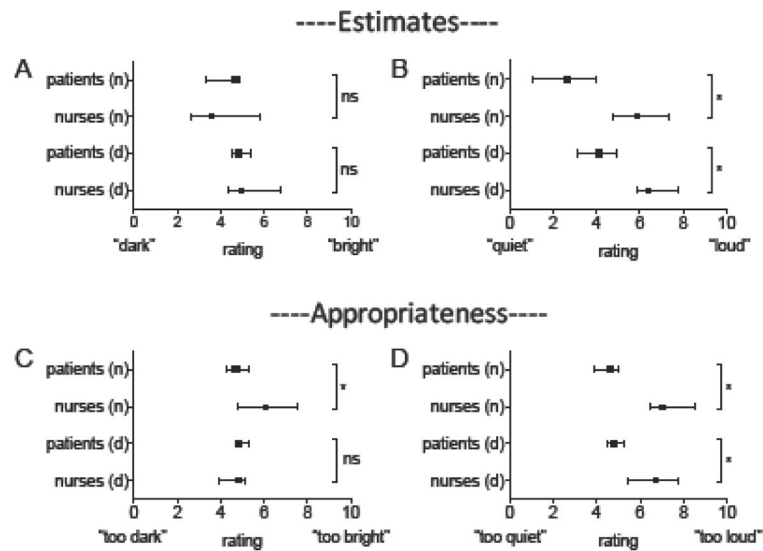 ----Estimates----
A
patients (n)
nurses (n)
patients (d)
nurses (d)
ns
ns
0 2 4 6 8 10
"dark" rating "bright"
B
patients (n)
nurses (n)
patients (d)
nurses (d)
*
*
0 2 4 6 8 10
"quiet" rating "loud"
----Appropriateness----
C
patients (n)
nurses (n)
patients (d)
nurses (d)
*
ns
0 2 4 6 8 10
"too dark" rating "too bright"
D
patients (n)
nurses (n)
patients (d)
nurses (d)
*
*
0 2 4 6 8 10
"too quiet" rating "too loud"